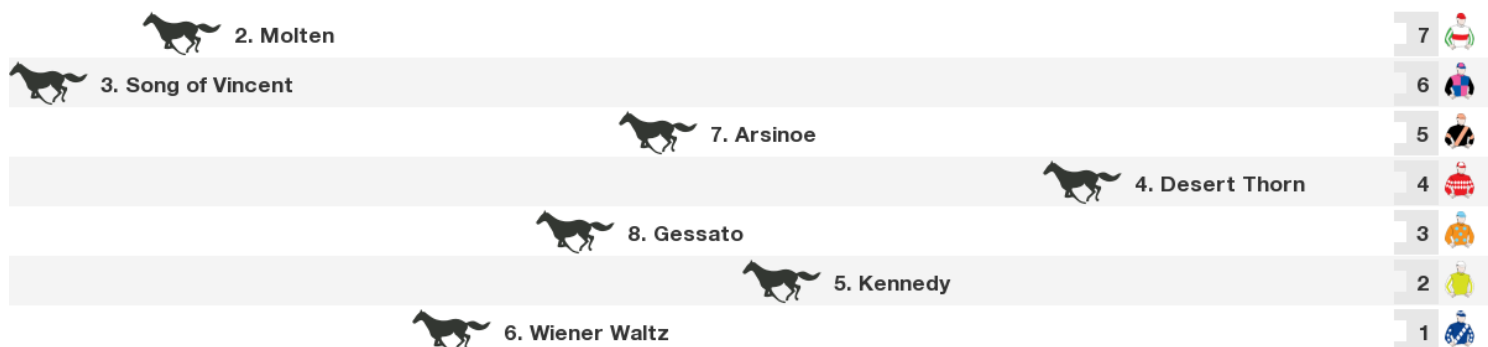 2. Molten 7
3. Song of Vincent 6
7. Arsinoe 5
4. Desert Thorn 4
8. Gessato 3
5. Kennedy 2
6. Wiener Waltz 1